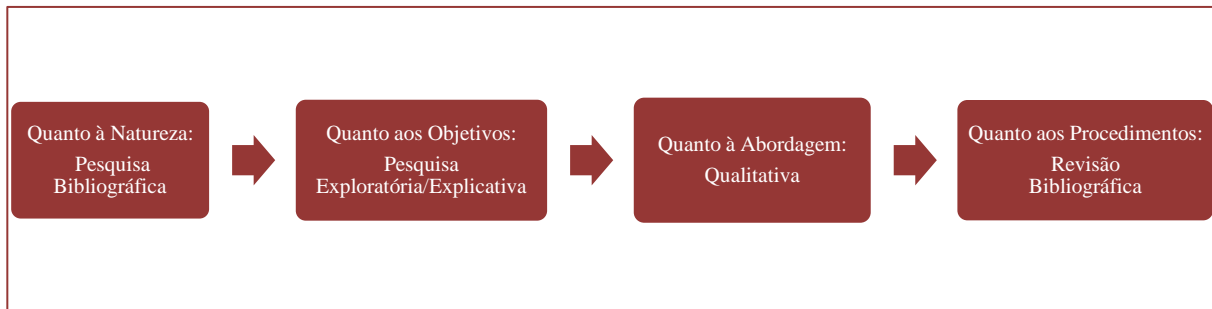 Quanto à Natureza:
Pesquisa
Bibliográfica
Quanto aos Objetivos:
Pesquisa
Exploratória/Explicativa
Quanto à Abordagem:
Qualitativa
Quanto aos Procedimentos:
Revisão
Bibliográfica